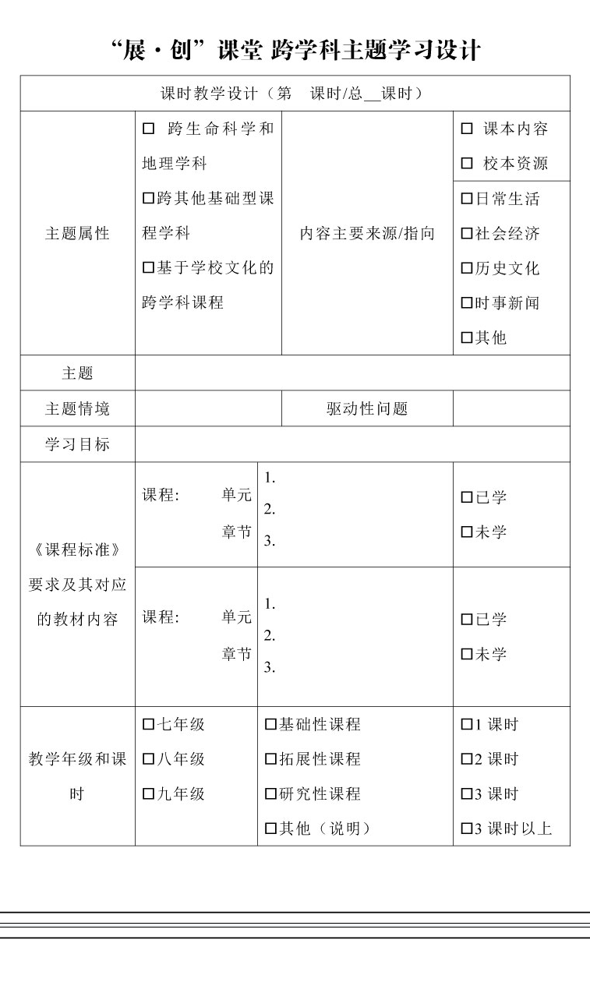 “展·创”课堂 跨学科主题学习设计
课时教学设计（第　课时/总__课时）
主题属性
□ 跨生命科学和
地理学科
□跨其他基础型课
程学科
□基于学校文化的
跨学科课程
内容主要来源/指向
□ 课本内容
□ 校本资源
□日常生活
□社会经济
□历史文化
□时事新闻
□其他
主题
主题情境
驱动性问题
学习目标
《课程标准》
要求及其对应
的教材内容
课程:　　单元
章节
1.
2.
3.
□已学
□未学
课程:　　单元
章节
1.
2.
3.
□已学
□未学
教学年级和课
时
□七年级
□八年级
□九年级
□基础性课程
□拓展性课程
□研究性课程
□其他（说明）
□1 课时
□2 课时
□3 课时
□3 课时以上